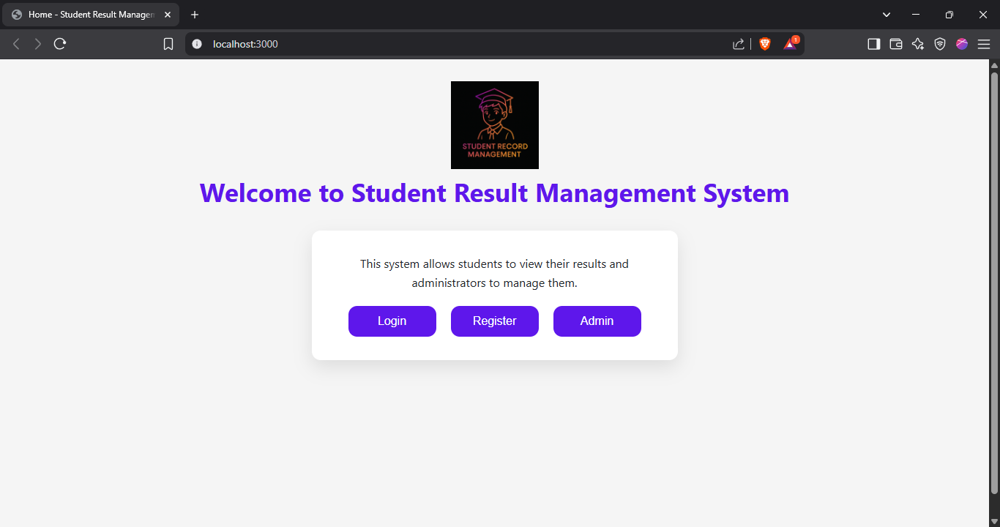 Home - Student Result Manager
localhost:3000
1
STUDENT RECORD
MANAGEMENT
Welcome to Student Result Management System
This system allows students to view their results and
administrators to manage them.
Login
Register
Admin